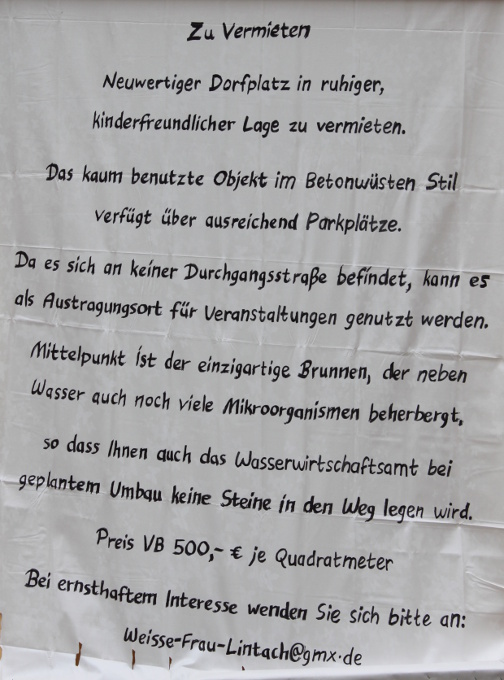 Zu Vermieten
Neuwertiger Dorfplatz in ruhiger,
kinderfreundlicher Lage zu vermieten.
Das kaum benutzte Objekt im Betonwüsten Stil
verfügt über ausreichend Parkplätze.
Da es sich an keiner Durchgangsstraße befindet, kann es
als Austragungsort für Veranstaltungen genutzt werden.
Mittelpunkt ist der einzigartige Brunnen, der neben
Wasser auch noch viele Mikroorganismen beherbergt,
so dass Ihnen auch das Wasserwirtschaftsamt bei
geplantem Umbau keine Steine in den Weg legen wird.
Preis VB 500,- € je Quadratmeter
Bei ernsthaftem Interesse wenden Sie sich bitte an:
Weisse-Frau-Lintach@gmx.de